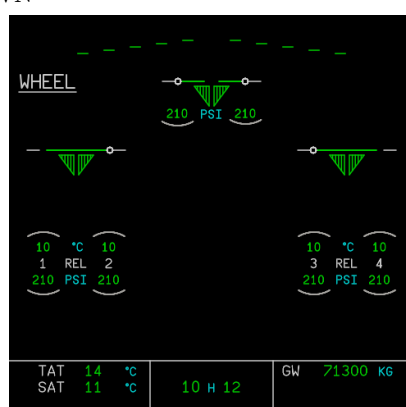 WHEEL
210 PSI 210
10 °C 10 10 °C 10
1 REL 2 3 REL 4
210 PSI 210 210 PSI 210
TAT 14 °C GW 71300 KG
SAT 11 °C 10 H 12